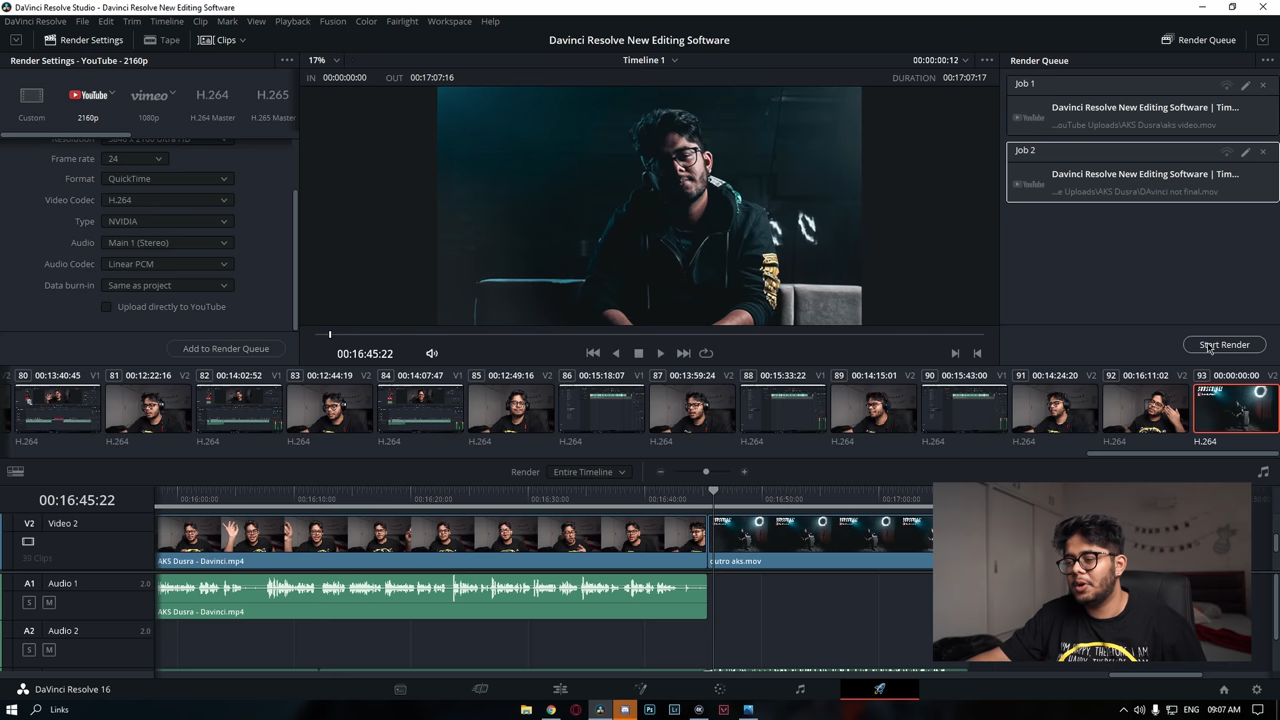 DaVinci Resolve Studio - Davinci Resolve New Editing Software
DaVinci Resolve File Edit Trim Timeline Clip Mark View Playback Fusion Color Fairlight Workspace Help
Render Settings Tape Clips Davinci Resolve New Editing Software Render Queue
Render Settings - YouTube - 2160p 17% Timeline 1 00:00:00:12 Render Queue
IN 00:00:00:00 OUT 00:17:07:16 DURATION 00:17:07:17
YouTube vimeo H.264 H.265
Custom 2160p 1080p H.264 Master H.265 Master
Resolution 3840 x 2160 Ultra HD
Frame rate 24
Format QuickTime
Video Codec H.264
Type NVIDIA
Audio Main 1 (Stereo)
Audio Codec Linear PCM
Data burn-in Same as project
Upload directly to YouTube
Add to Render Queue
Job 1
Davinci Resolve New Editing Software | Tim...
YouTube ...ouTube Uploads\AKS Dusra\aks video.mov
Job 2
Davinci Resolve New Editing Software | Tim...
YouTube ...e Uploads\AKS Dusra\DAvinci not final.mov
Start Render
00:16:45:22
80 00:13:40:45 V1 81 00:12:22:16 V2 82 00:14:02:52 V1 83 00:12:44:19 V2 84 00:14:07:47 V1 85 00:12:49:16 V2 86 00:15:18:07 V1 87 00:13:59:24 V2 88 00:15:33:22 V1 89 00:14:15:01 V2 90 00:15:43:00 V1 91 00:14:24:20 V2 92 00:16:11:02 V2 93 00:00:00:00 V2
SUBSCRIBE
H.264 H.264 H.264 H.264 H.264 H.264 H.264 H.264 H.264 H.264 H.264 H.264 H.264 H.264
Render Entire Timeline
00:16:45:22 00:16:00:00 00:16:10:00 00:16:20:00 00:16:30:00 00:16:40:00 00:16:50:00 00:17:00:00
V2 Video 2
39 Clips
AKS Dusra - Davinci.mp4 outro aks.mov
A1 Audio 1 2.0
S M
AKS Dusra - Davinci.mp4
A2 Audio 2 2.0
S M
DaVinci Resolve 16
Links ENG 09:07 AM